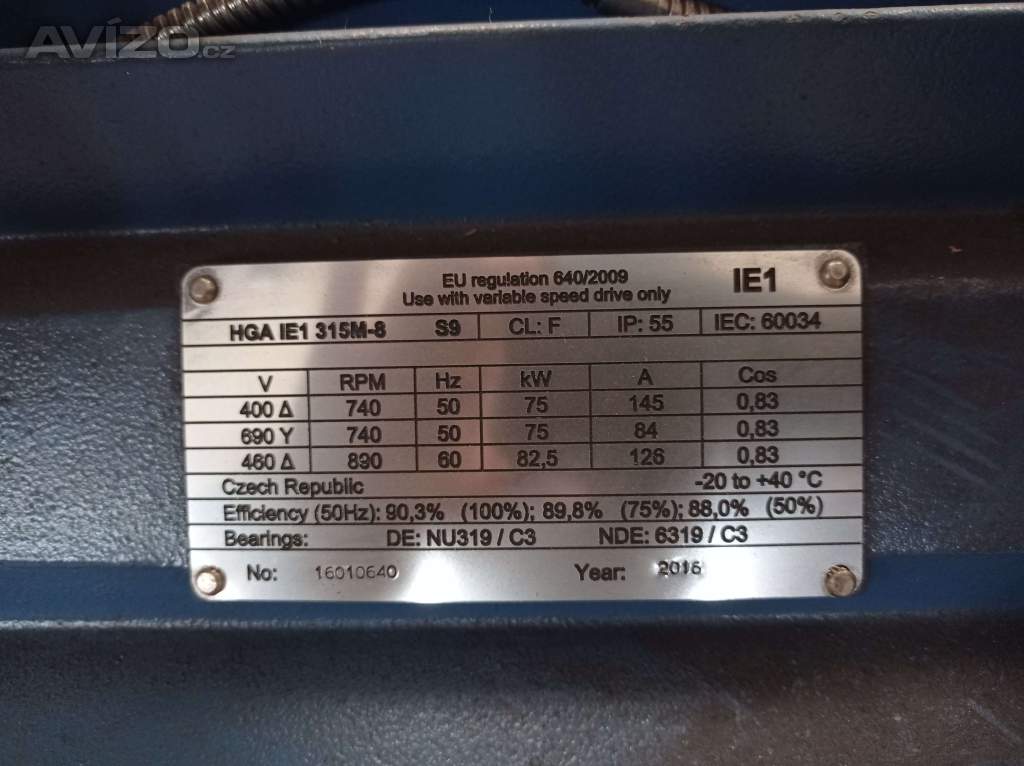 AVÍZO.cz
EU regulation 640/2009 IE1
Use with variable speed drive only
HGA IE1 315M-8 S9 CL: F IP: 55 IEC: 60034
V RPM Hz kW A Cos
400 Δ 740 50 75 145 0,83
690 Y 740 50 75 84 0,83
460 Δ 890 60 82,5 126 0,83
Czech Republic -20 to +40 °C
Efficiency (50Hz): 90,3% (100%); 89,8% (75%); 88,0% (50%)
Bearings: DE: NU319 / C3 NDE: 6319 / C3
No: 16010640 Year: 2016